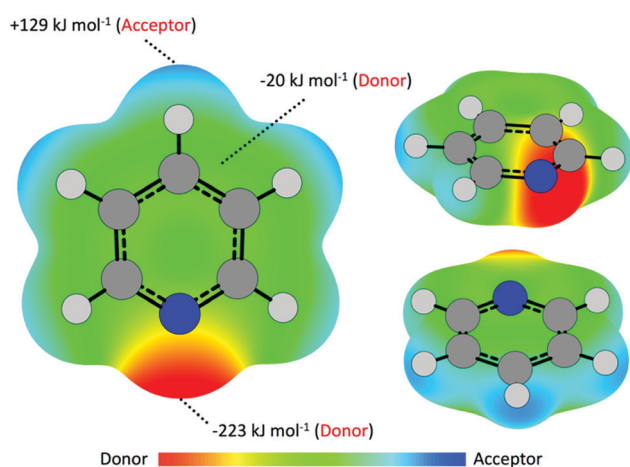 +129 kJ mol⁻¹ (Acceptor)
-20 kJ mol⁻¹ (Donor)
-223 kJ mol⁻¹ (Donor)
Donor Acceptor